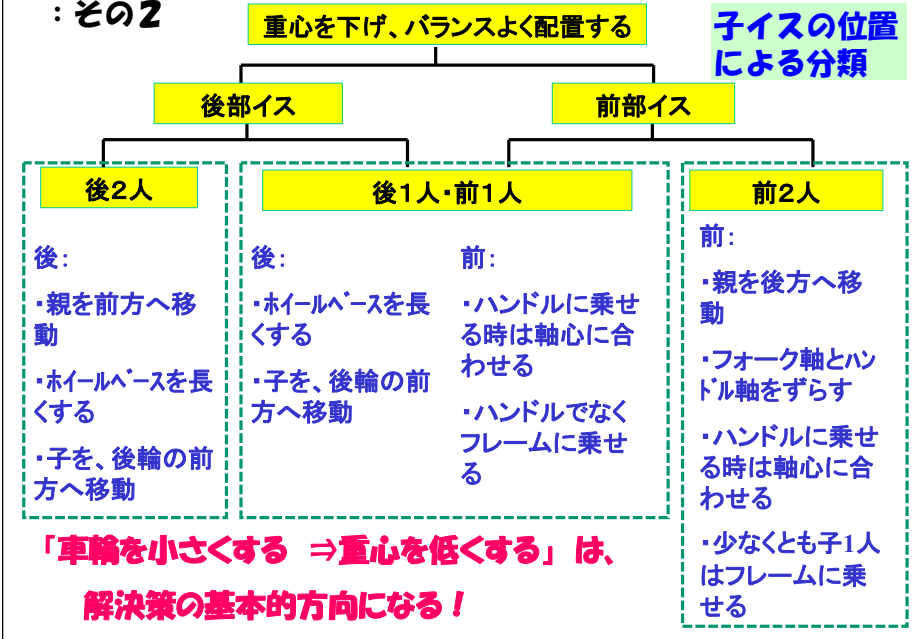 ：その２
重心を下げ、バランスよく配置する
子イスの位置
による分類
後部イス
前部イス
後２人
後１人・前１人
前２人
後：
・親を前方へ移
動
・ﾎｲｰﾙﾍﾞｰｽを長
くする
・子を、後輪の前
方へ移動
後：
・ﾎｲｰﾙﾍﾞｰｽを長
くする
・子を、後輪の前
方へ移動
前：
・ハンドルに乗せ
る時は軸心に合
わせる
・ハンドルでなく
フレームに乗せ
る
前：
・親を後方へ移
動
・フォーク軸とﾊﾝ
ﾄﾞﾙ軸をずらす
・ハンドルに乗せ
る時は軸心に合
わせる
・少なくとも子1人
はフレームに乗
せる
「車輪を小さくする ⇒重心を低くする」は、
解決策の基本的方向になる！